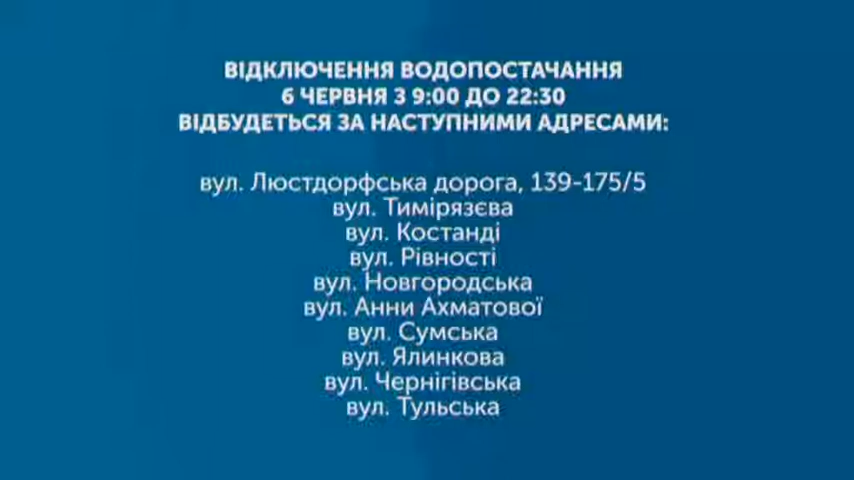 ВІДКЛЮЧЕННЯ ВОДОПОСТАЧАННЯ
6 ЧЕРВНЯ З 9:00 ДО 22:30
ВІДБУДЕТЬСЯ ЗА НАСТУПНИМИ АДРЕСАМИ:
вул. Люстдорфська дорога, 139-175/5
вул. Тимірязєва
вул. Костанді
вул. Рівності
вул. Новгородська
вул. Анни Ахматової
вул. Сумська
вул. Ялинкова
вул. Чернігівська
вул. Тульська